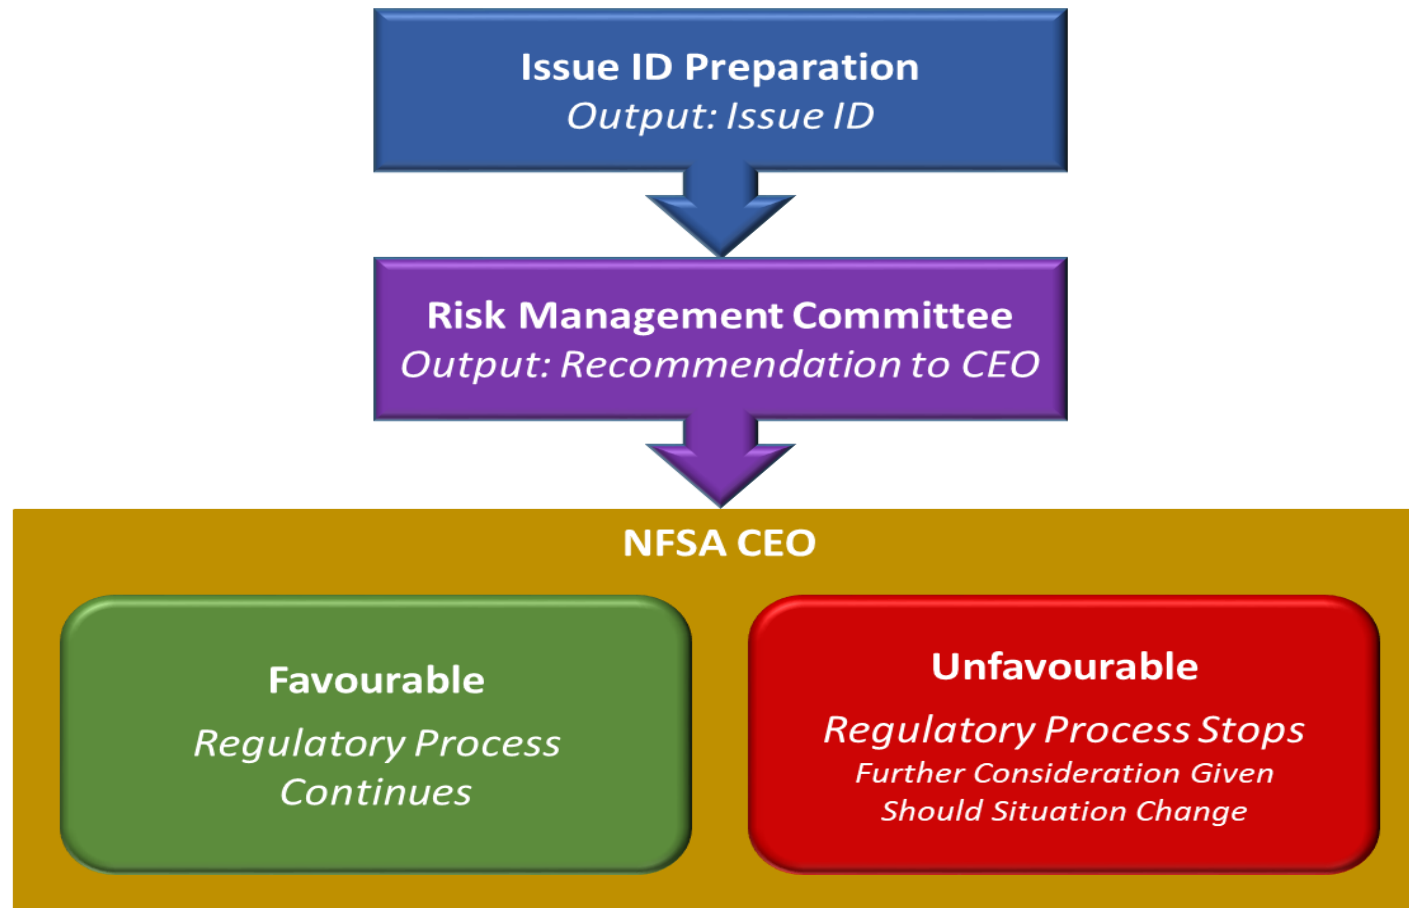 Issue ID Preparation
Output: Issue ID
Risk Management Committee
Output: Recommendation to CEO
NFSA CEO
Favourable
Regulatory Process
Continues
Unfavourable
Regulatory Process Stops
Further Consideration Given
Should Situation Change